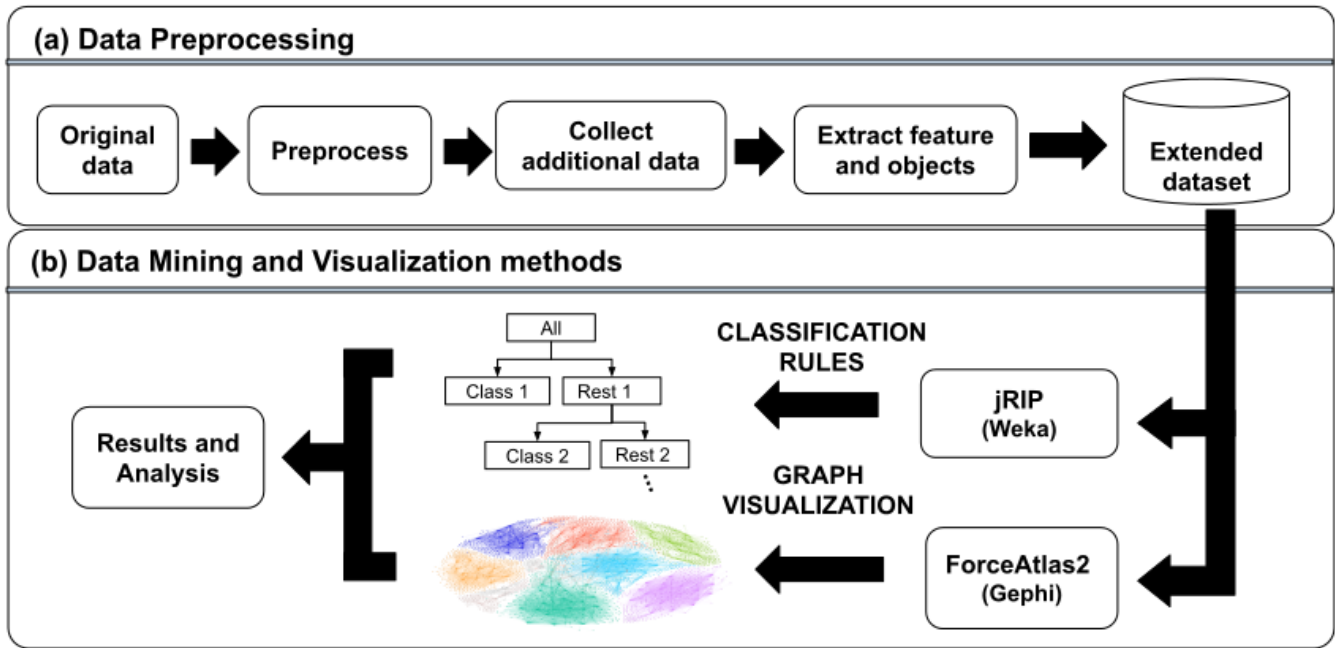 (a) Data Preprocessing
Original
data
Preprocess
Collect
additional data
Extract feature
and objects
Extended
dataset
(b) Data Mining and Visualization methods
Results and
Analysis
All
Class 1
Rest 1
Class 2
Rest 2
CLASSIFICATION
RULES
jRIP
(Weka)
GRAPH
VISUALIZATION
ForceAtlas2
(Gephi)